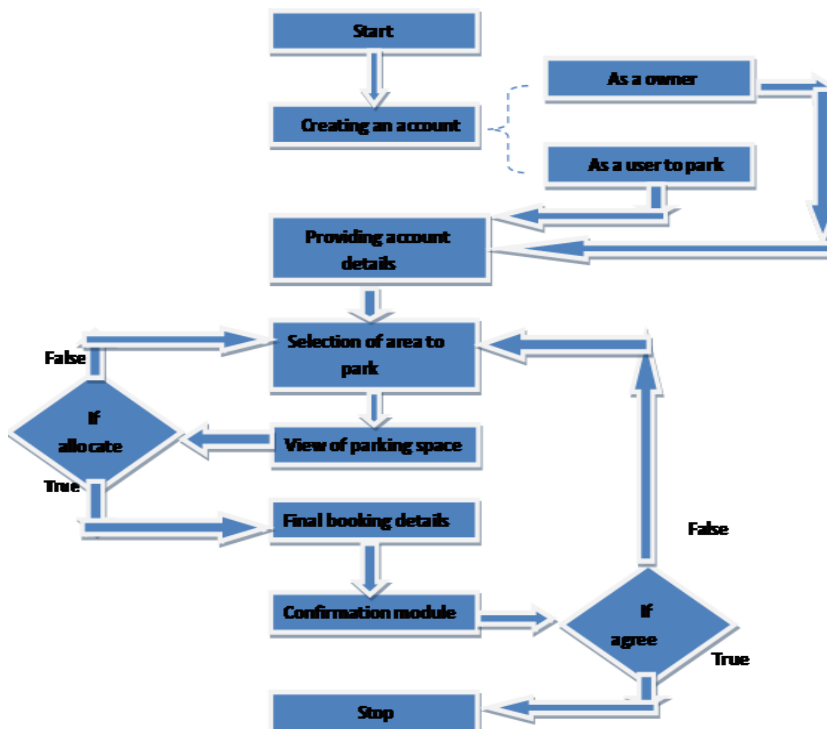 Start
As a owner
Creating an account
As a user to park
Providing account
details
Selection of area to
park
False
If
allocate
View of parking space
True
Final booking details
False
Confirmation module
If
agree
True
Stop